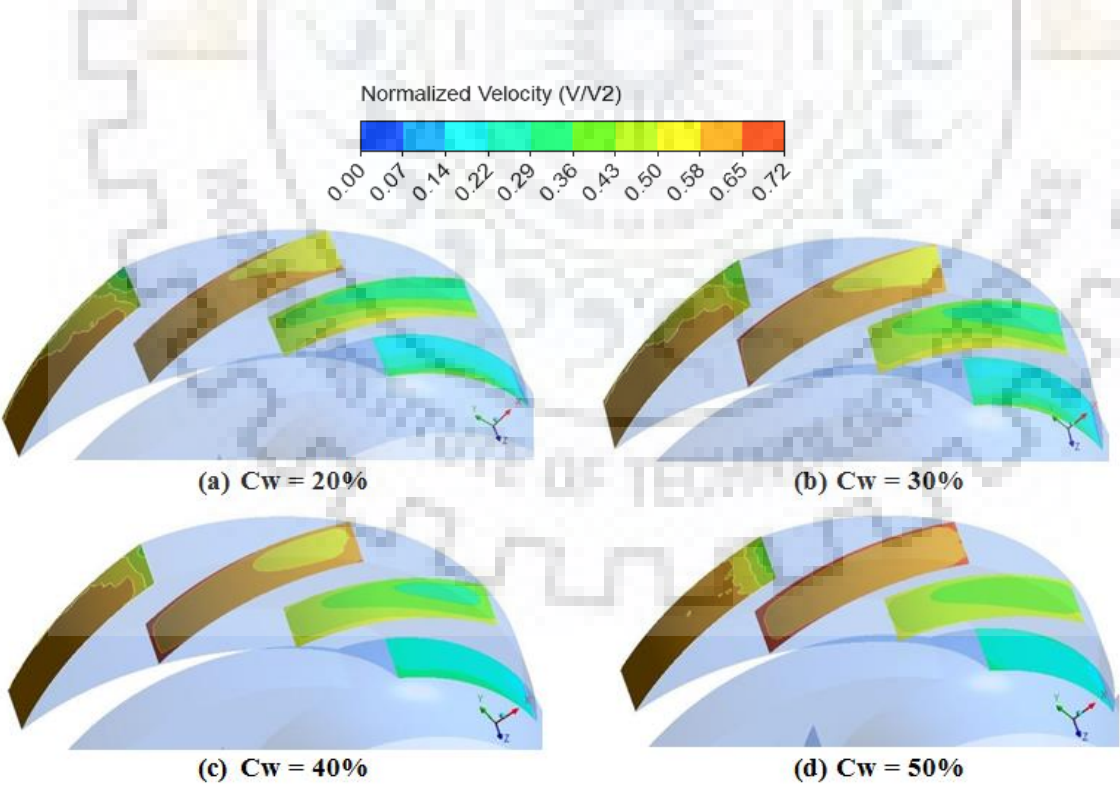 Normalized Velocity (V/V2)
0.00 0.07 0.14 0.22 0.29 0.36 0.43 0.50 0.58 0.65 0.72
(a) Cw = 20%
(b) Cw = 30%
(c) Cw = 40%
(d) Cw = 50%